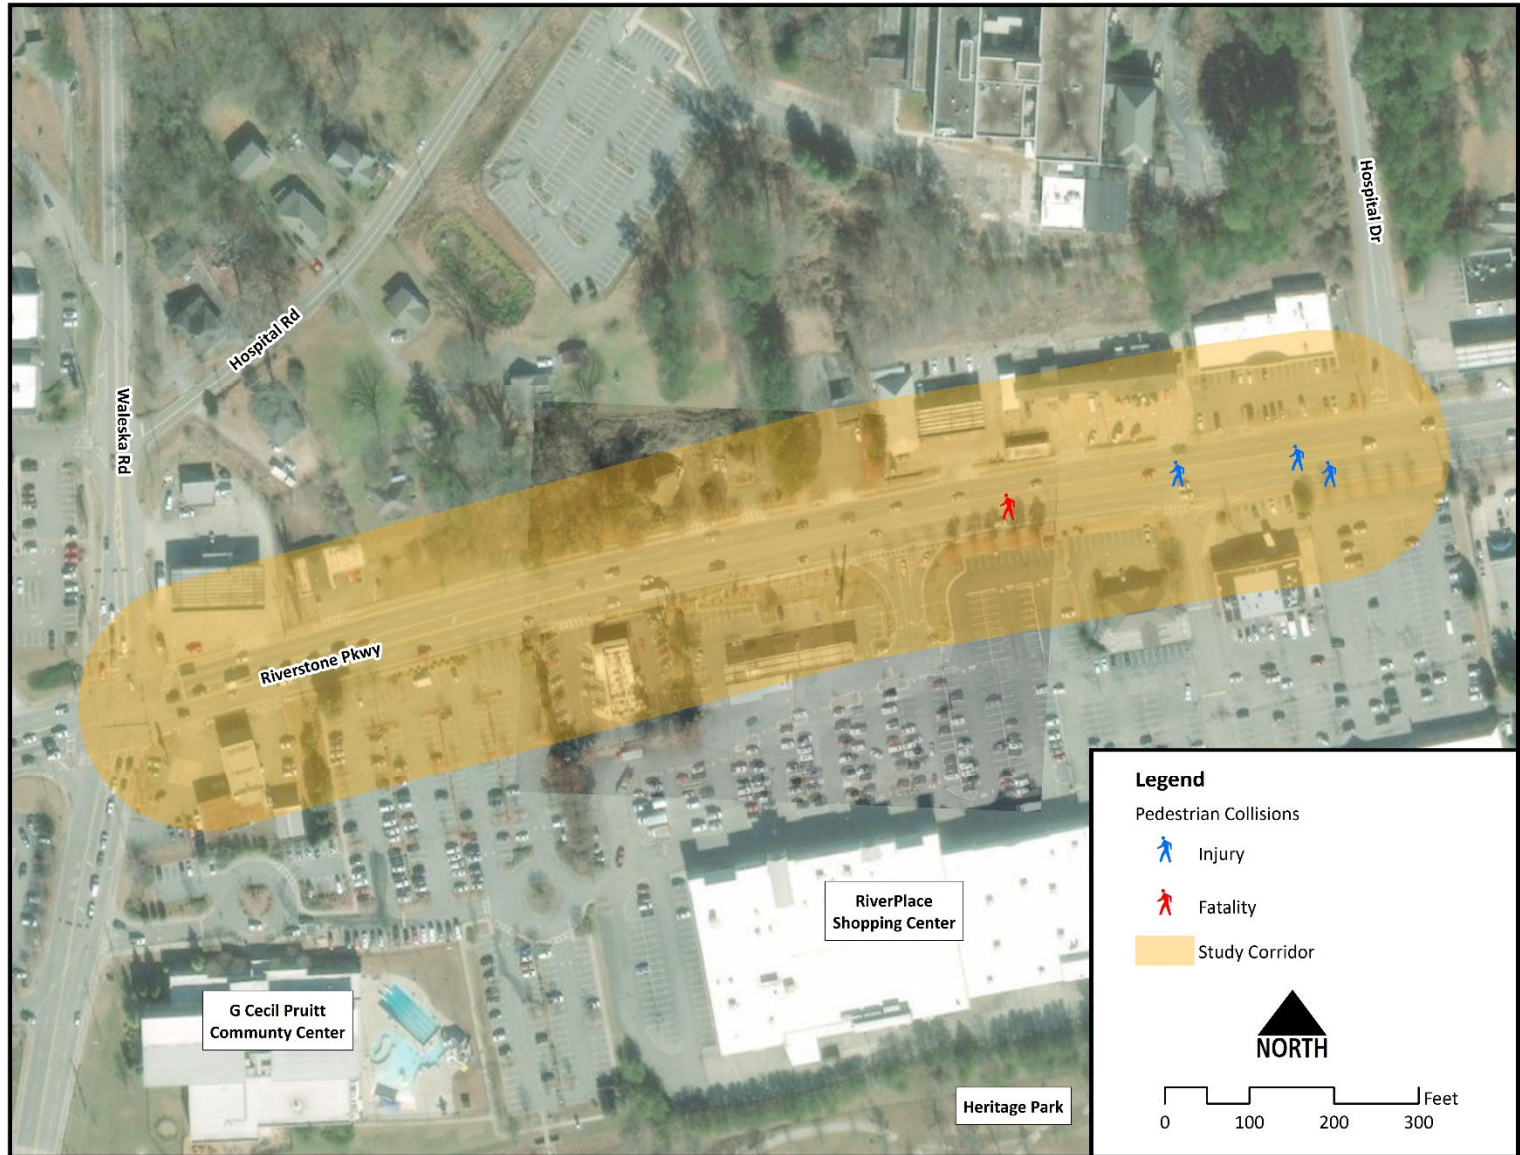 Hospital Dr
Hospital Rd
Waleska Rd
Riverstone Pkwy
RiverPlace
Shopping Center
G Cecil Pruitt
Communty Center
Heritage Park
Legend
Pedestrian Collisions
Injury
Fatality
Study Corridor
NORTH
Feet
0 100 200 300